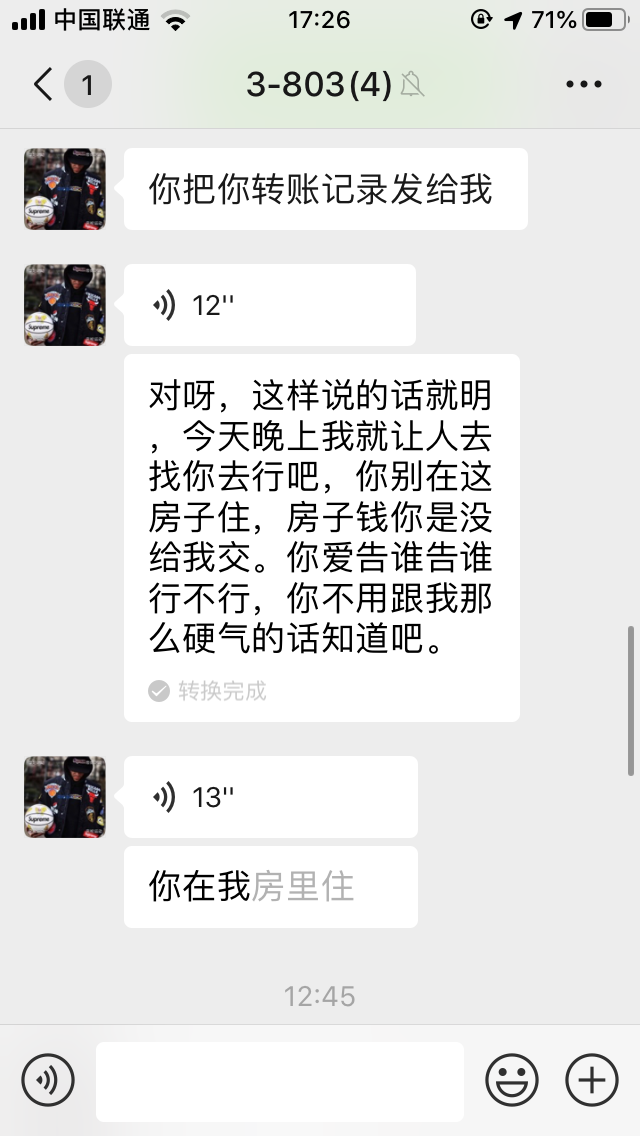 中国联通 17:26 71%
1 3-803(4)
你把你转账记录发给我
12''
对呀，这样说的话就明
，今天晚上我就让人去
找你去行吧，你别在这
房子住，房子钱你是没
给我交。你爱告谁告谁
行不行，你不用跟我那
么硬气的话知道吧。
转换完成
13''
你在我房里住
12:45